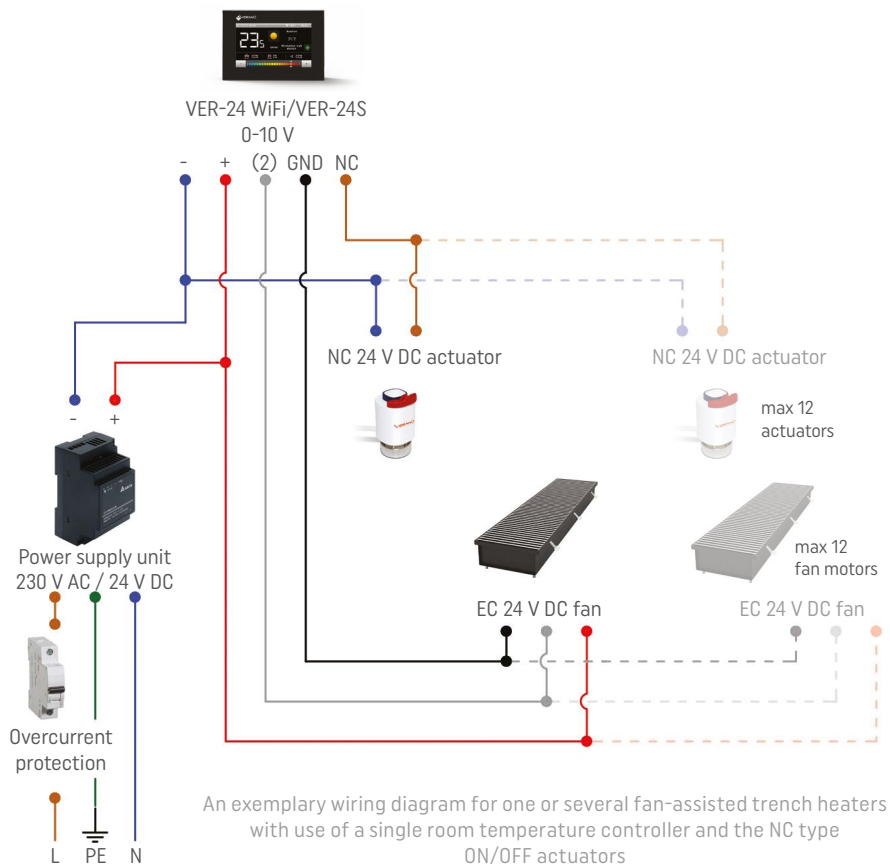 VERANO
23.5
VER-24 WiFi/VER-24S
0-10 V
- + (2) GND NC
NC 24 V DC actuator
NC 24 V DC actuator
max 12
actuators
- +
Power supply unit
230 V AC / 24 V DC
max 12
fan motors
EC 24 V DC fan
EC 24 V DC fan
Overcurrent
protection
L PE N
An exemplary wiring diagram for one or several fan-assisted trench heaters
with use of a single room temperature controller and the NC type
ON/OFF actuators